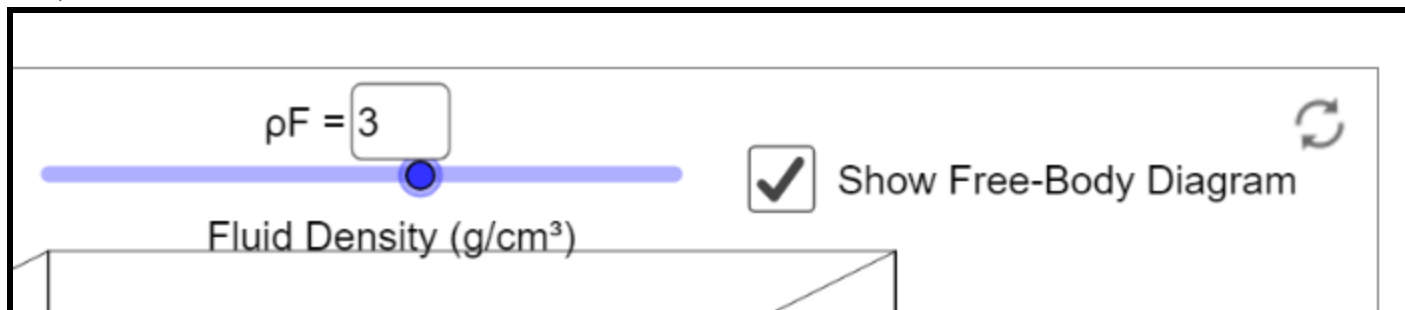 ρF = 3
Show Free-Body Diagram
Fluid Density (g/cm³)